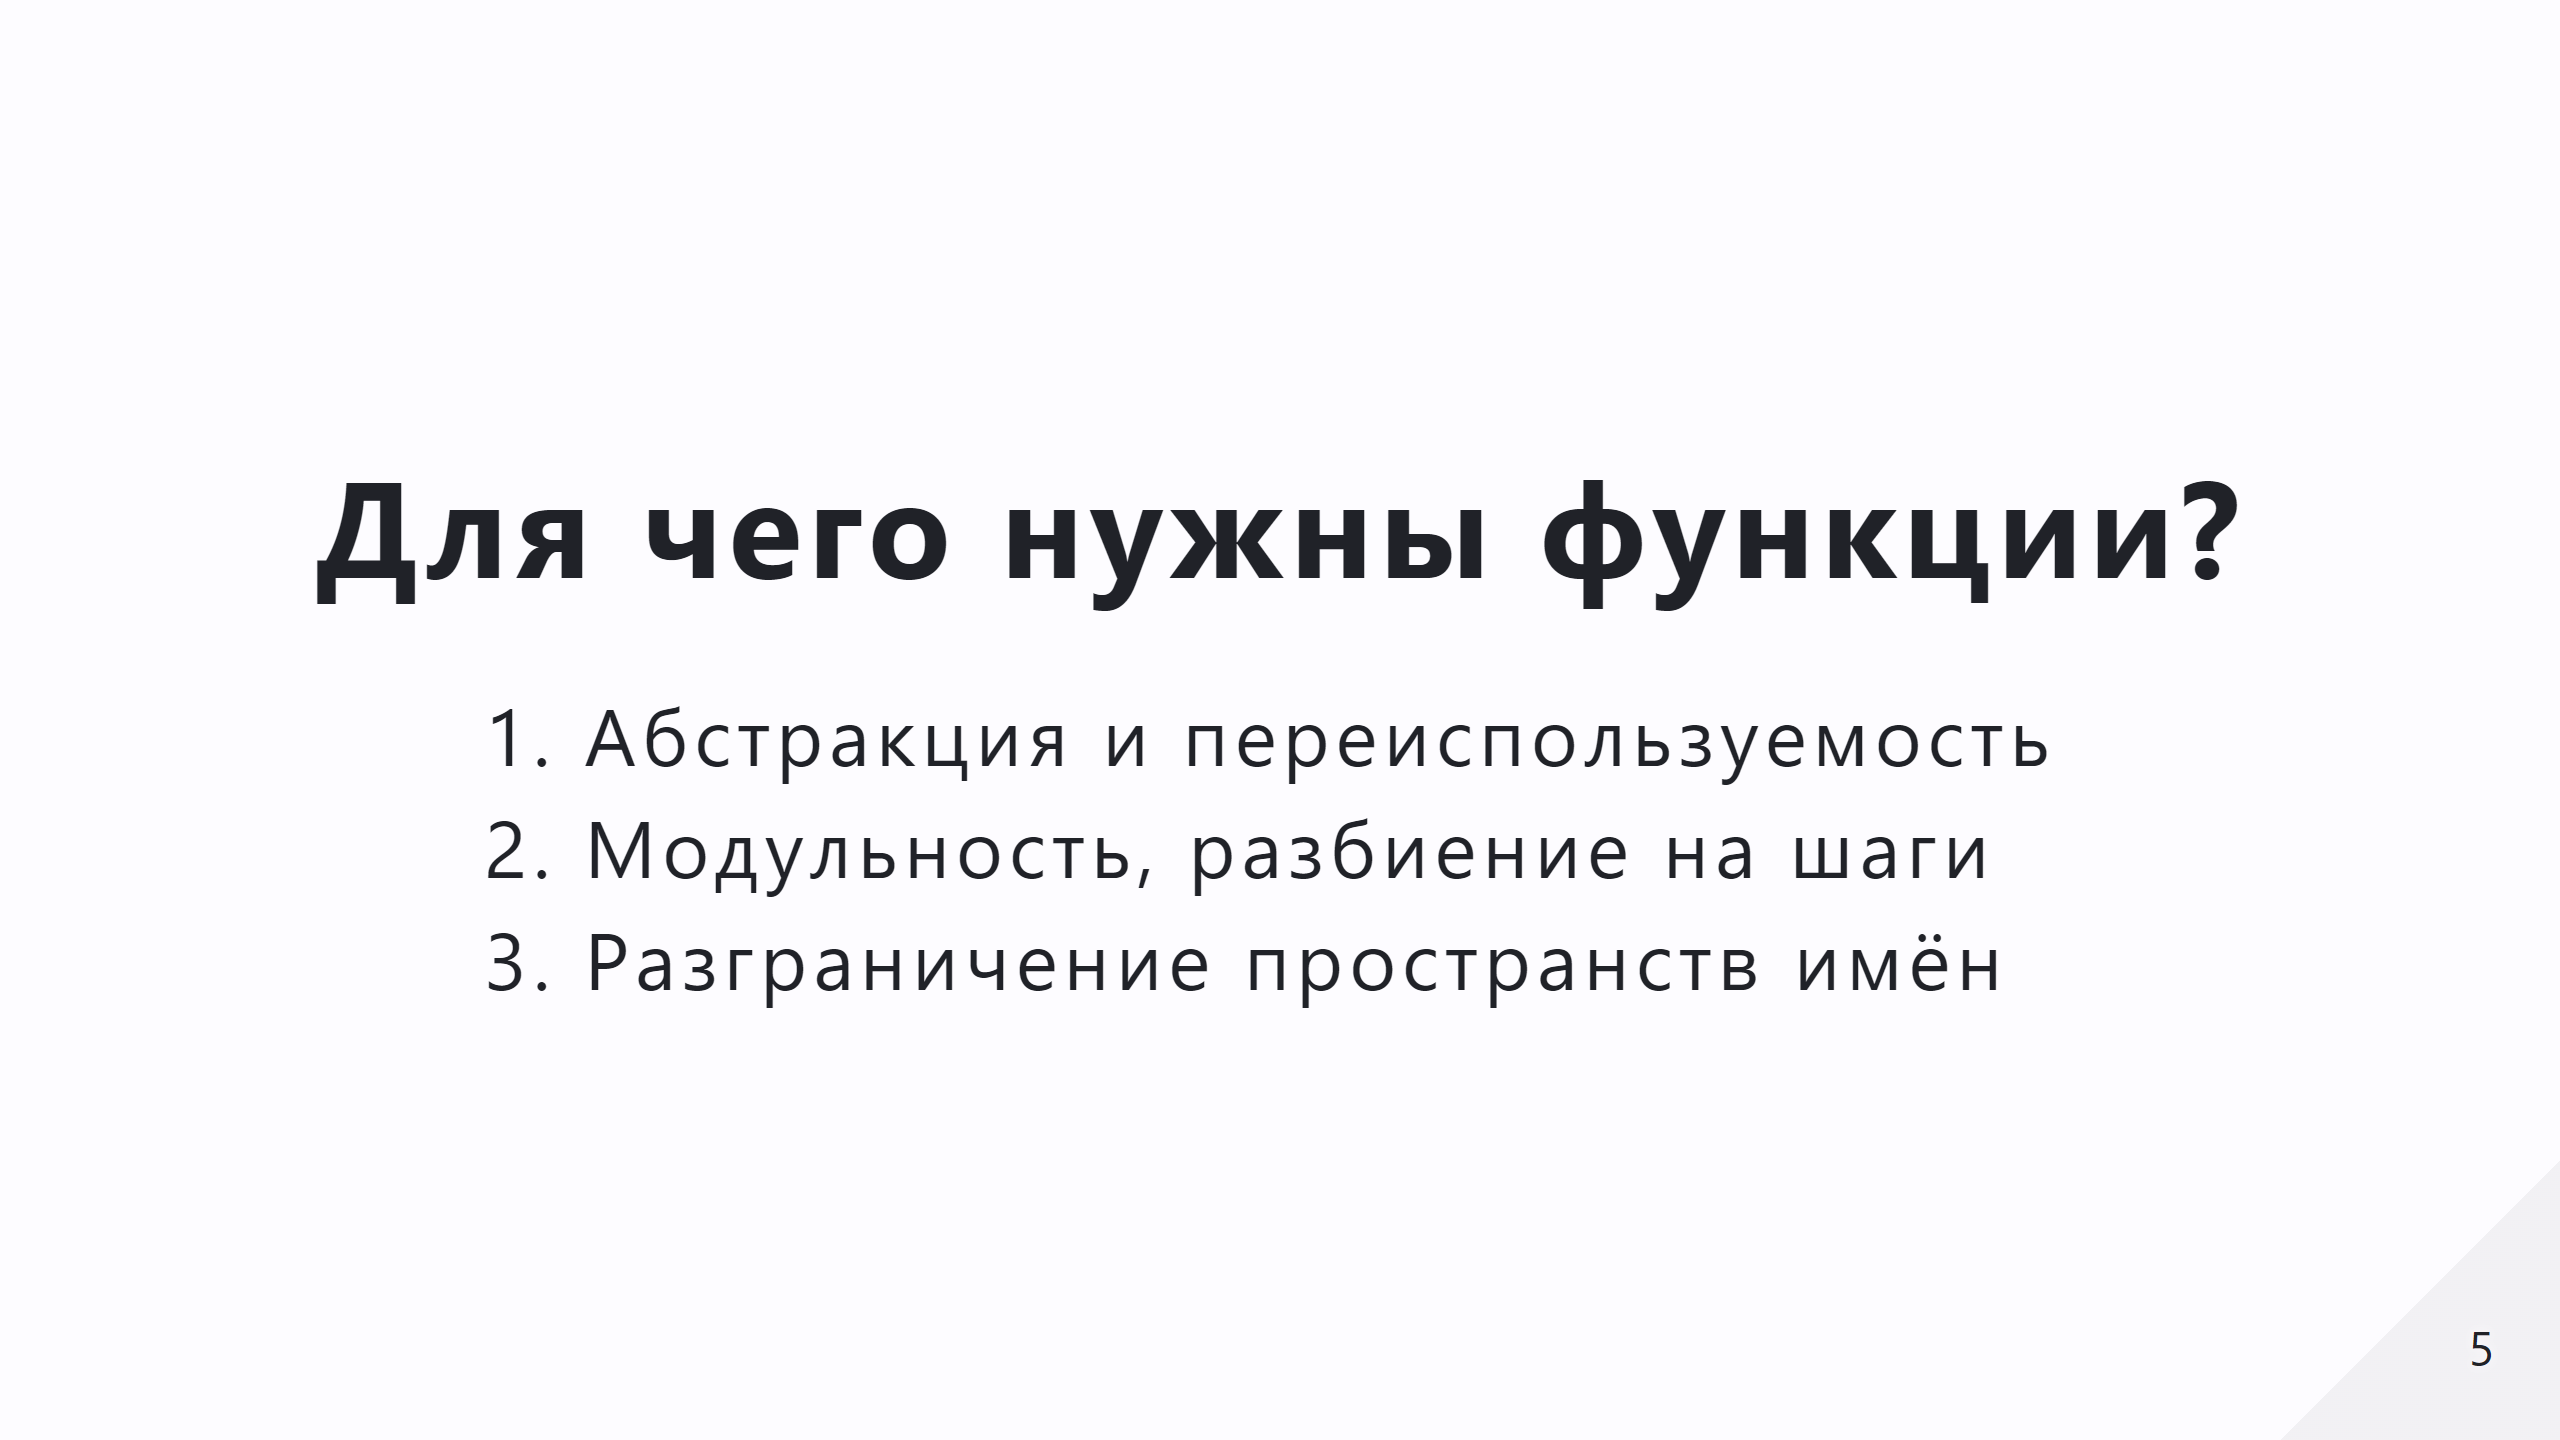 Для чего нужны функции?
1. Абстракция и переиспользуемость
2. Модульность, разбиение на шаги
3. Разграничение пространств имён
5